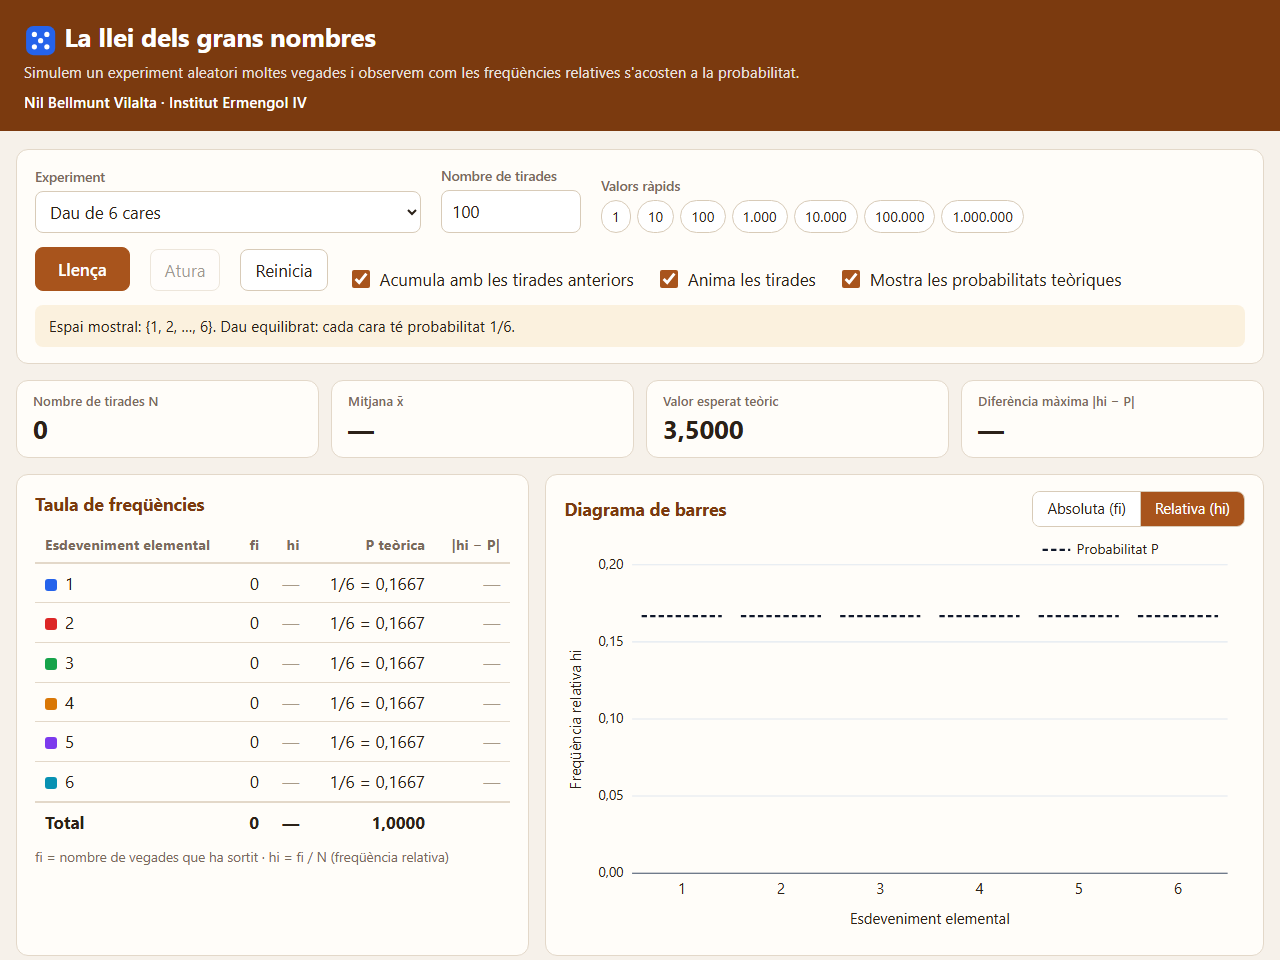 La llei dels grans nombres
Simulem un experiment aleatori moltes vegades i observem com les freqüències relatives s'acosten a la probabilitat.
Nil Bellmunt Vilalta · Institut Ermengol IV
Experiment
Nombre de tirades
Valors ràpids
Dau de 6 cares
100
1 10 100 1.000 10.000 100.000 1.000.000
Llença Atura Reinicia Acumula amb les tirades anteriors Anima les tirades Mostra les probabilitats teòriques
Espai mostral: {1, 2, ..., 6}. Dau equilibrat: cada cara té probabilitat 1/6.
Nombre de tirades N
0
Mitjana x̄
—
Valor esperat teòric
3,5000
Diferència màxima |hi − P|
—
Taula de freqüències
Esdeveniment elemental fi hi P teòrica |hi − P|
1 0 — 1/6 = 0,1667 —
2 0 — 1/6 = 0,1667 —
3 0 — 1/6 = 0,1667 —
4 0 — 1/6 = 0,1667 —
5 0 — 1/6 = 0,1667 —
6 0 — 1/6 = 0,1667 —
Total 0 — 1,0000
fi = nombre de vegades que ha sortit · hi = fi / N (freqüència relativa)
Diagrama de barres
Absoluta (fi) Relativa (hi)
Probabilitat P
0,20
0,15
0,10
0,05
0,00
Freqüència relativa hi
1 2 3 4 5 6
Esdeveniment elemental